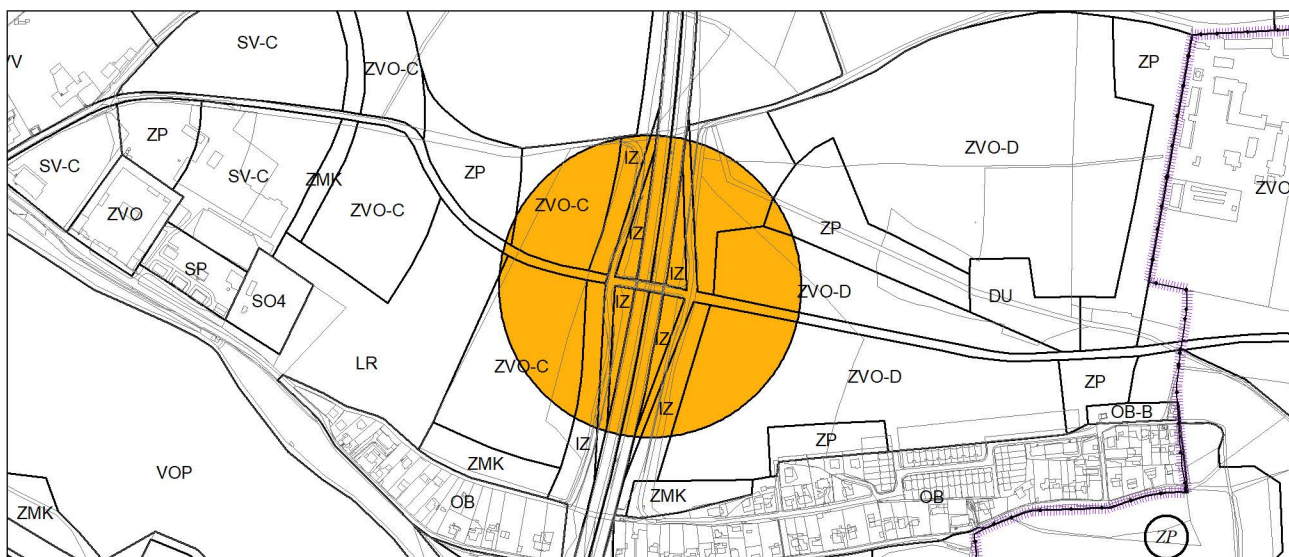 SV-C
ZVO-C
ZP
ZP
ZVO-D
SV-C
SV-C
ZMK
ZVO-C
ZP
IZ
ZVO
ZVO-C
ZVO
IZ
ZP
SP
SO4
IZ
IZ
ZVO-D
DU
LR
ZVO-C
IZ
ZVO-D
ZP
IZ
OB-B
IZ
ZP
VOP
ZMK
OB
ZMK
OB
ZMK
ZP